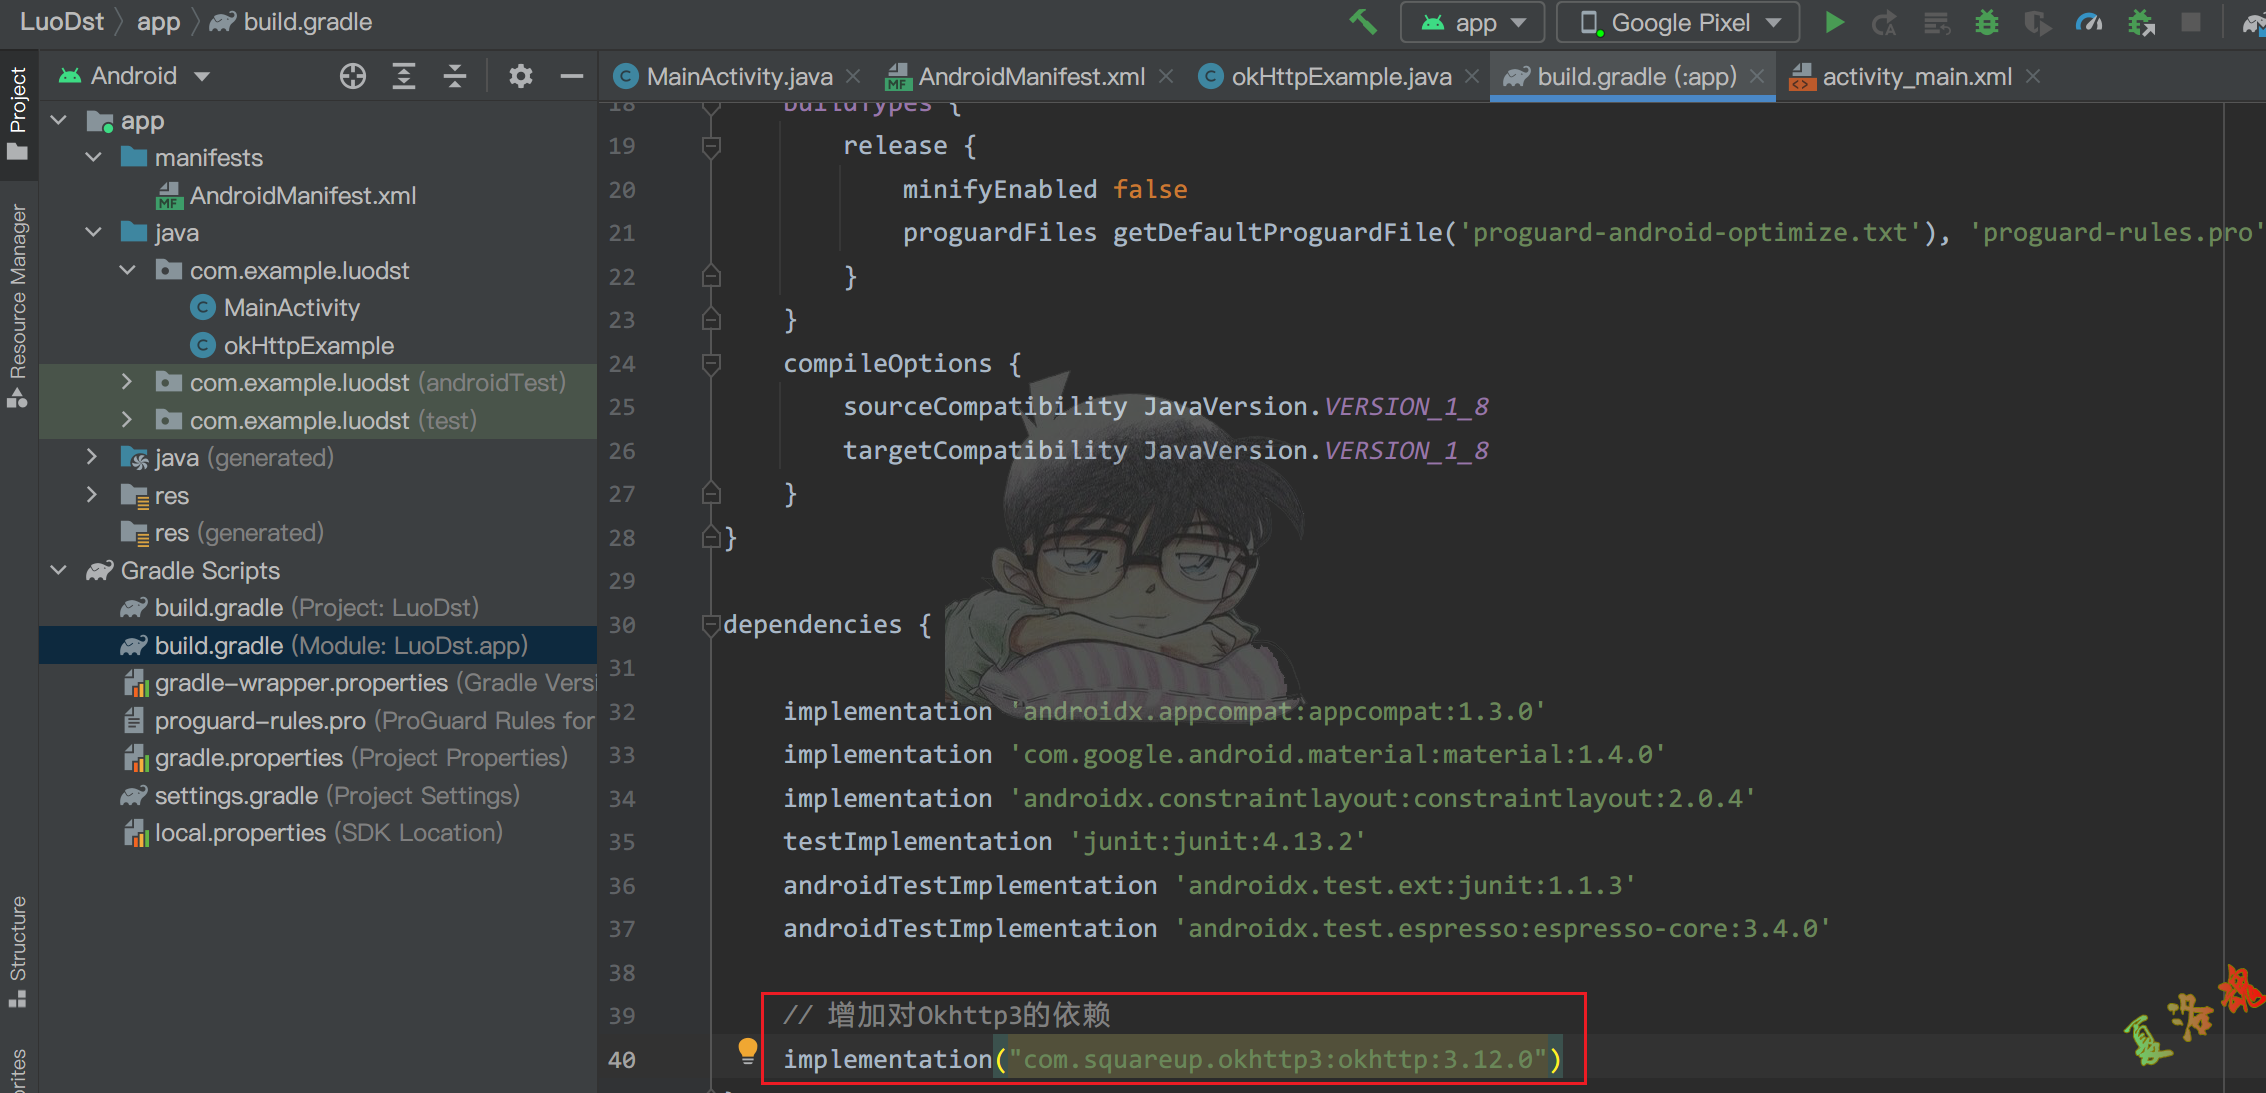 LuoDst
app
build.gradle
app
Google Pixel
Project
Resource Manager
Structure
Android
app
manifests
AndroidManifest.xml
java
com.example.luodst
MainActivity
okHttpExample
com.example.luodst (androidTest)
com.example.luodst (test)
java (generated)
res
res (generated)
Gradle Scripts
build.gradle (Project: LuoDst)
build.gradle (Module: LuoDst.app)
gradle-wrapper.properties (Gradle Versi
proguard-rules.pro (ProGuard Rules for
gradle.properties (Project Properties)
settings.gradle (Project Settings)
local.properties (SDK Location)
MainActivity.java
AndroidManifest.xml
okHttpExample.java
build.gradle (:app)
activity_main.xml
18 buildTypes {
19 release {
20 minifyEnabled false
21 proguardFiles getDefaultProguardFile('proguard-android-optimize.txt'), 'proguard-rules.pro'
22 }
23 }
24 compileOptions {
25 sourceCompatibility JavaVersion.VERSION_1_8
26 targetCompatibility JavaVersion.VERSION_1_8
27 }
28 }
29
30 dependencies {
31
32 implementation 'androidx.appcompat:appcompat:1.3.0'
33 implementation 'com.google.android.material:material:1.4.0'
34 implementation 'androidx.constraintlayout:constraintlayout:2.0.4'
35 testImplementation 'junit:junit:4.13.2'
36 androidTestImplementation 'androidx.test.ext:junit:1.1.3'
37 androidTestImplementation 'androidx.test.espresso:espresso-core:3.4.0'
38
39 // 增加对Okhttp3的依赖
40 implementation("com.squareup.okhttp3:okhttp:3.12.0")
夏洛